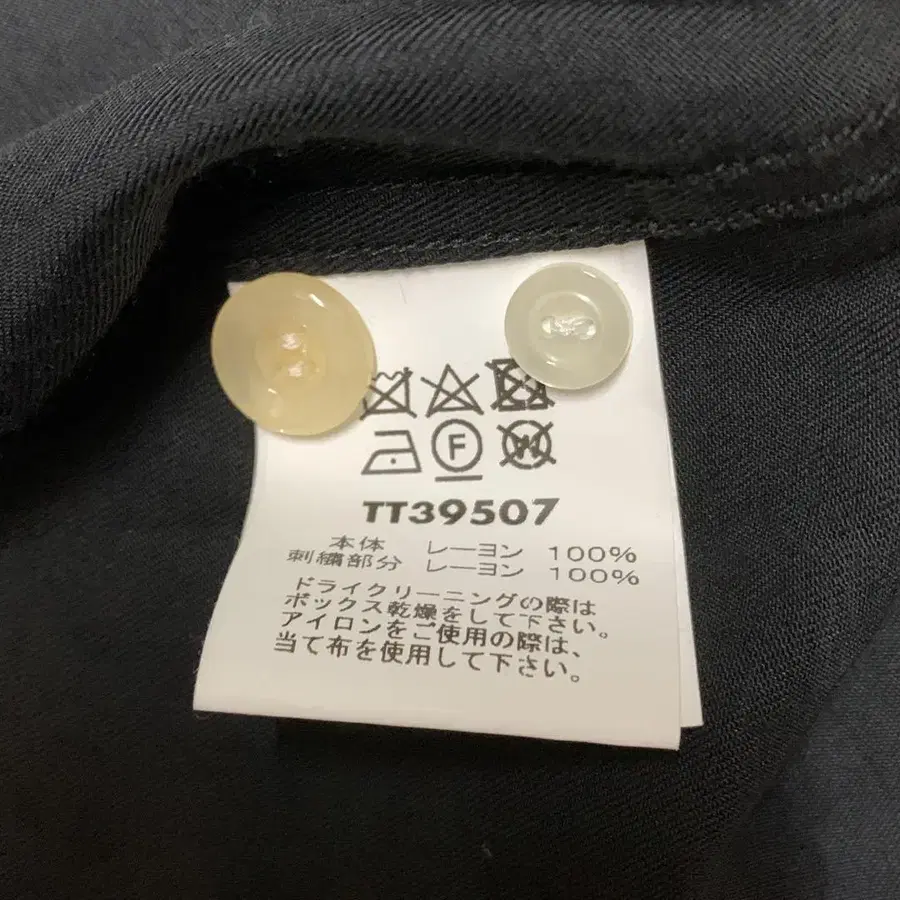 F
W
TT39507
本体 レーヨン 100%
刺繍部分 レーヨン 100%
ドライクリーニングの際は
ボックス乾燥をして下さい。
アイロンをご使用の際は、
当て布を使用して下さい。